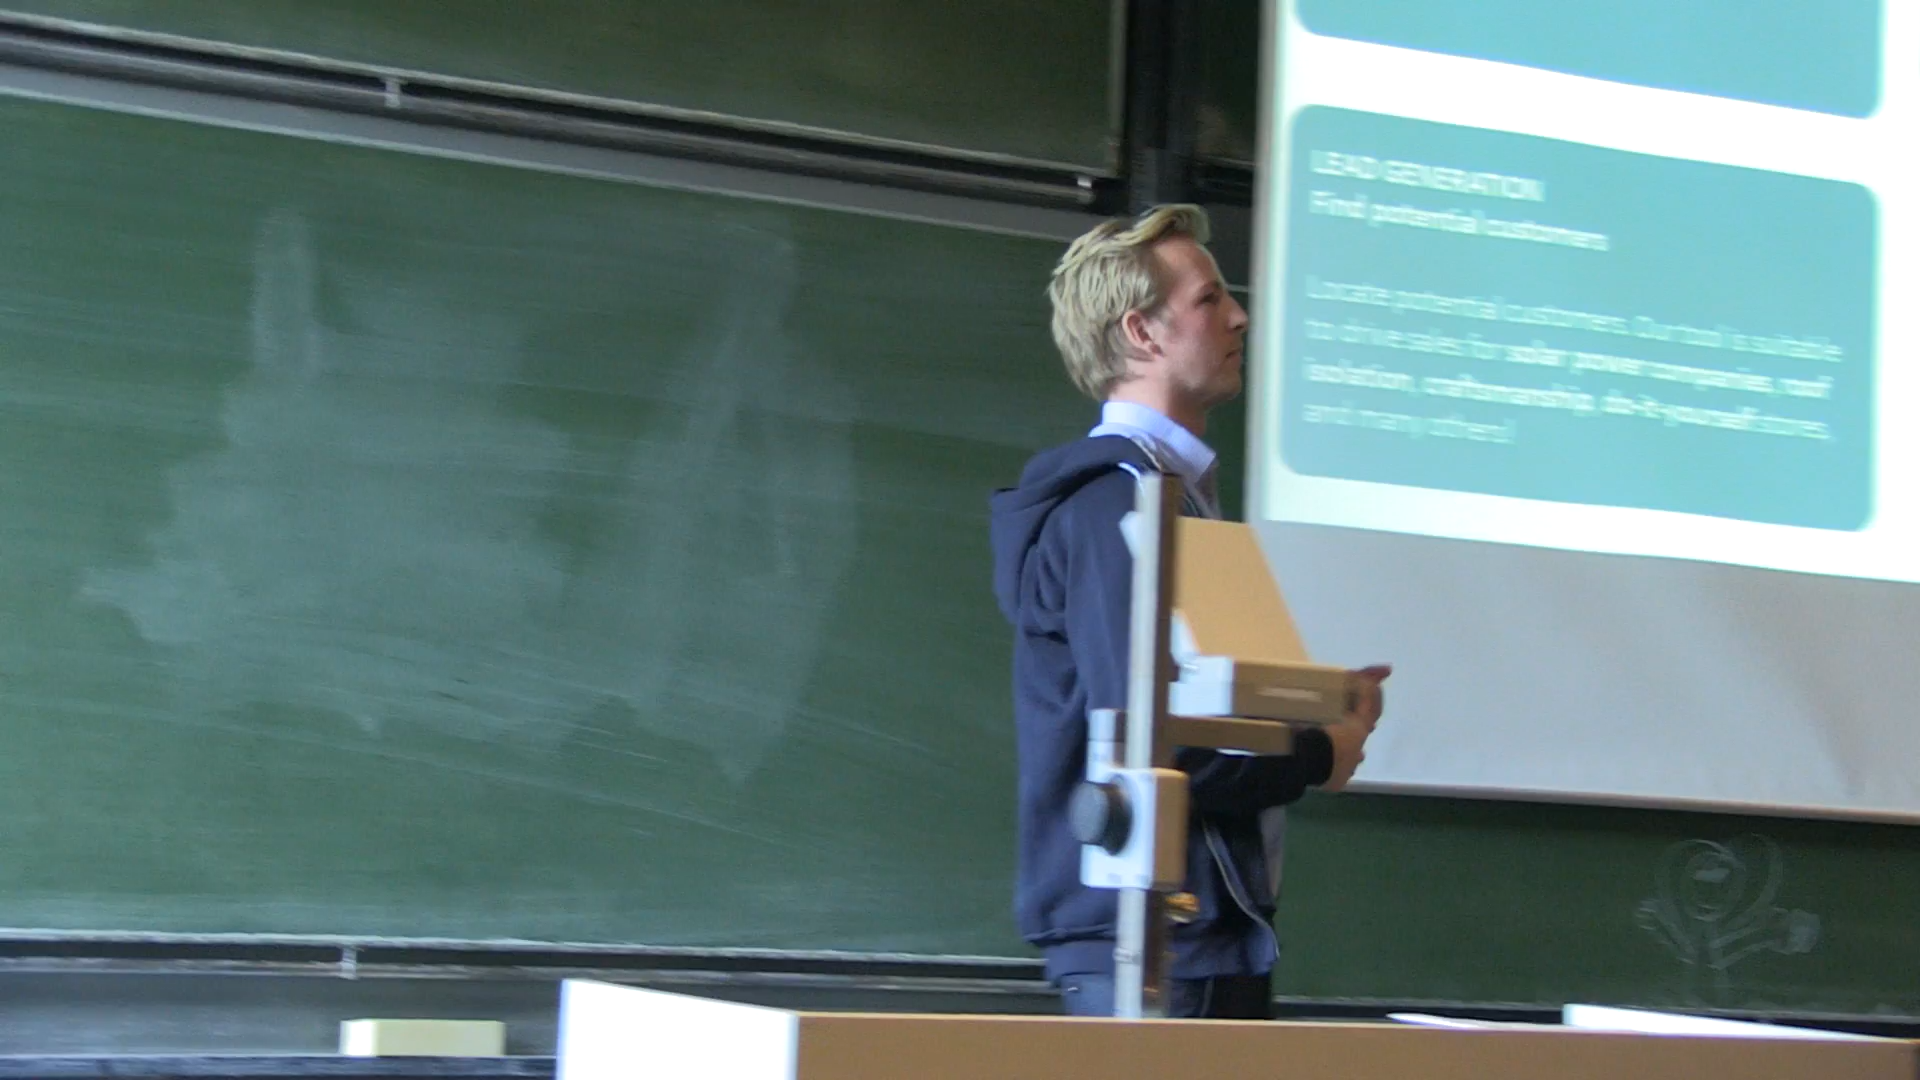 LEAD GENERATION
Find potential customers
Locate potential customers. Our tool is suitable
to drive sales for solar power companies, roof
isolation, craftsmanship, do-it-yourself stores,
and many others!